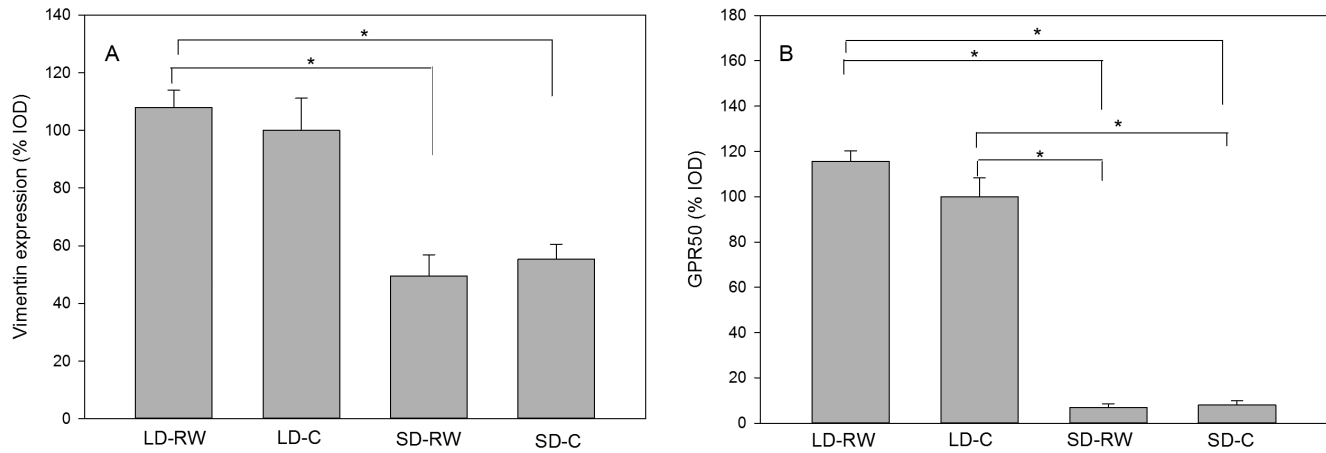 A
Vimentin expression (% IOD)
140
120
100
80
60
40
20
0
*
*
LD-RW
LD-C
SD-RW
SD-C
B
GPR50 (% IOD)
180
160
140
120
100
80
60
40
20
0
*
*
*
*
LD-RW
LD-C
SD-RW
SD-C